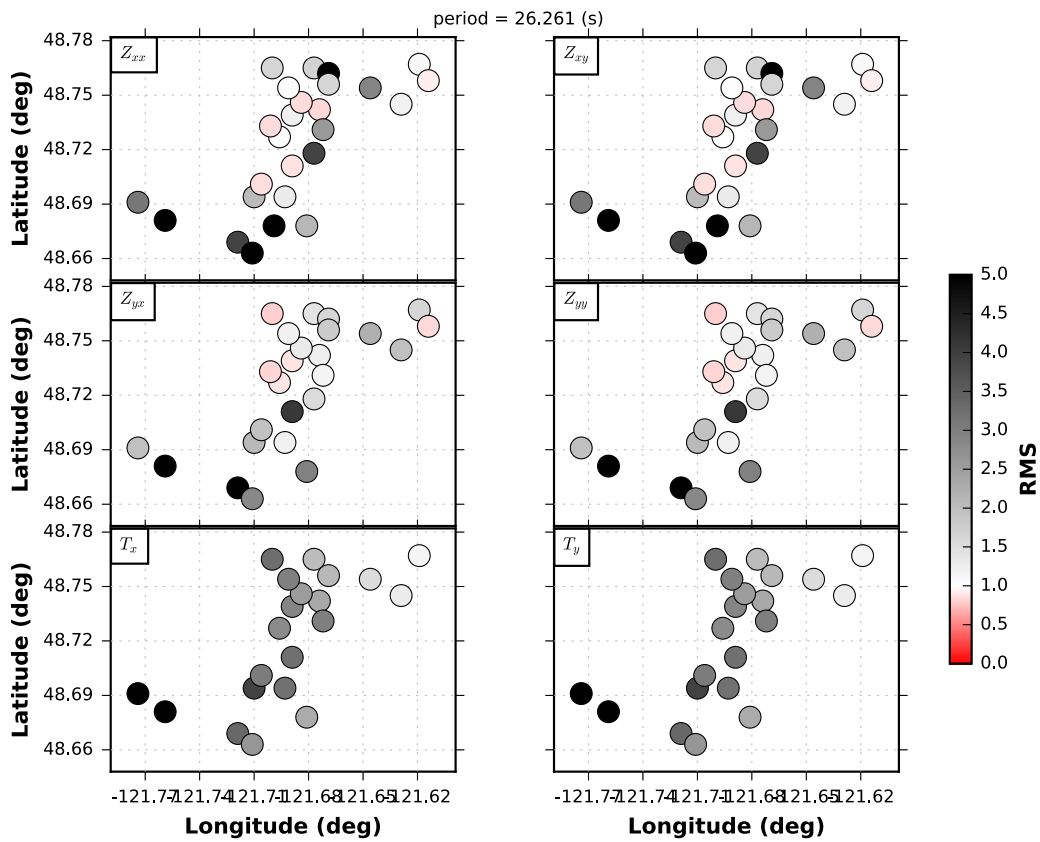 period = 26.261 (s)
Z_xx
Z_xy
48.78
48.75
48.72
48.69
48.66
Latitude (deg)
Z_yx
Z_yy
48.78
48.75
48.72
48.69
48.66
Latitude (deg)
T_x
T_y
48.78
48.75
48.72
48.69
48.66
Latitude (deg)
-121.77 -121.74 -121.71 -121.68 -121.65 -121.62
-121.77 -121.74 -121.71 -121.68 -121.65 -121.62
Longitude (deg)
Longitude (deg)
5.0
4.5
4.0
3.5
3.0
2.5
2.0
1.5
1.0
0.5
0.0
RMS